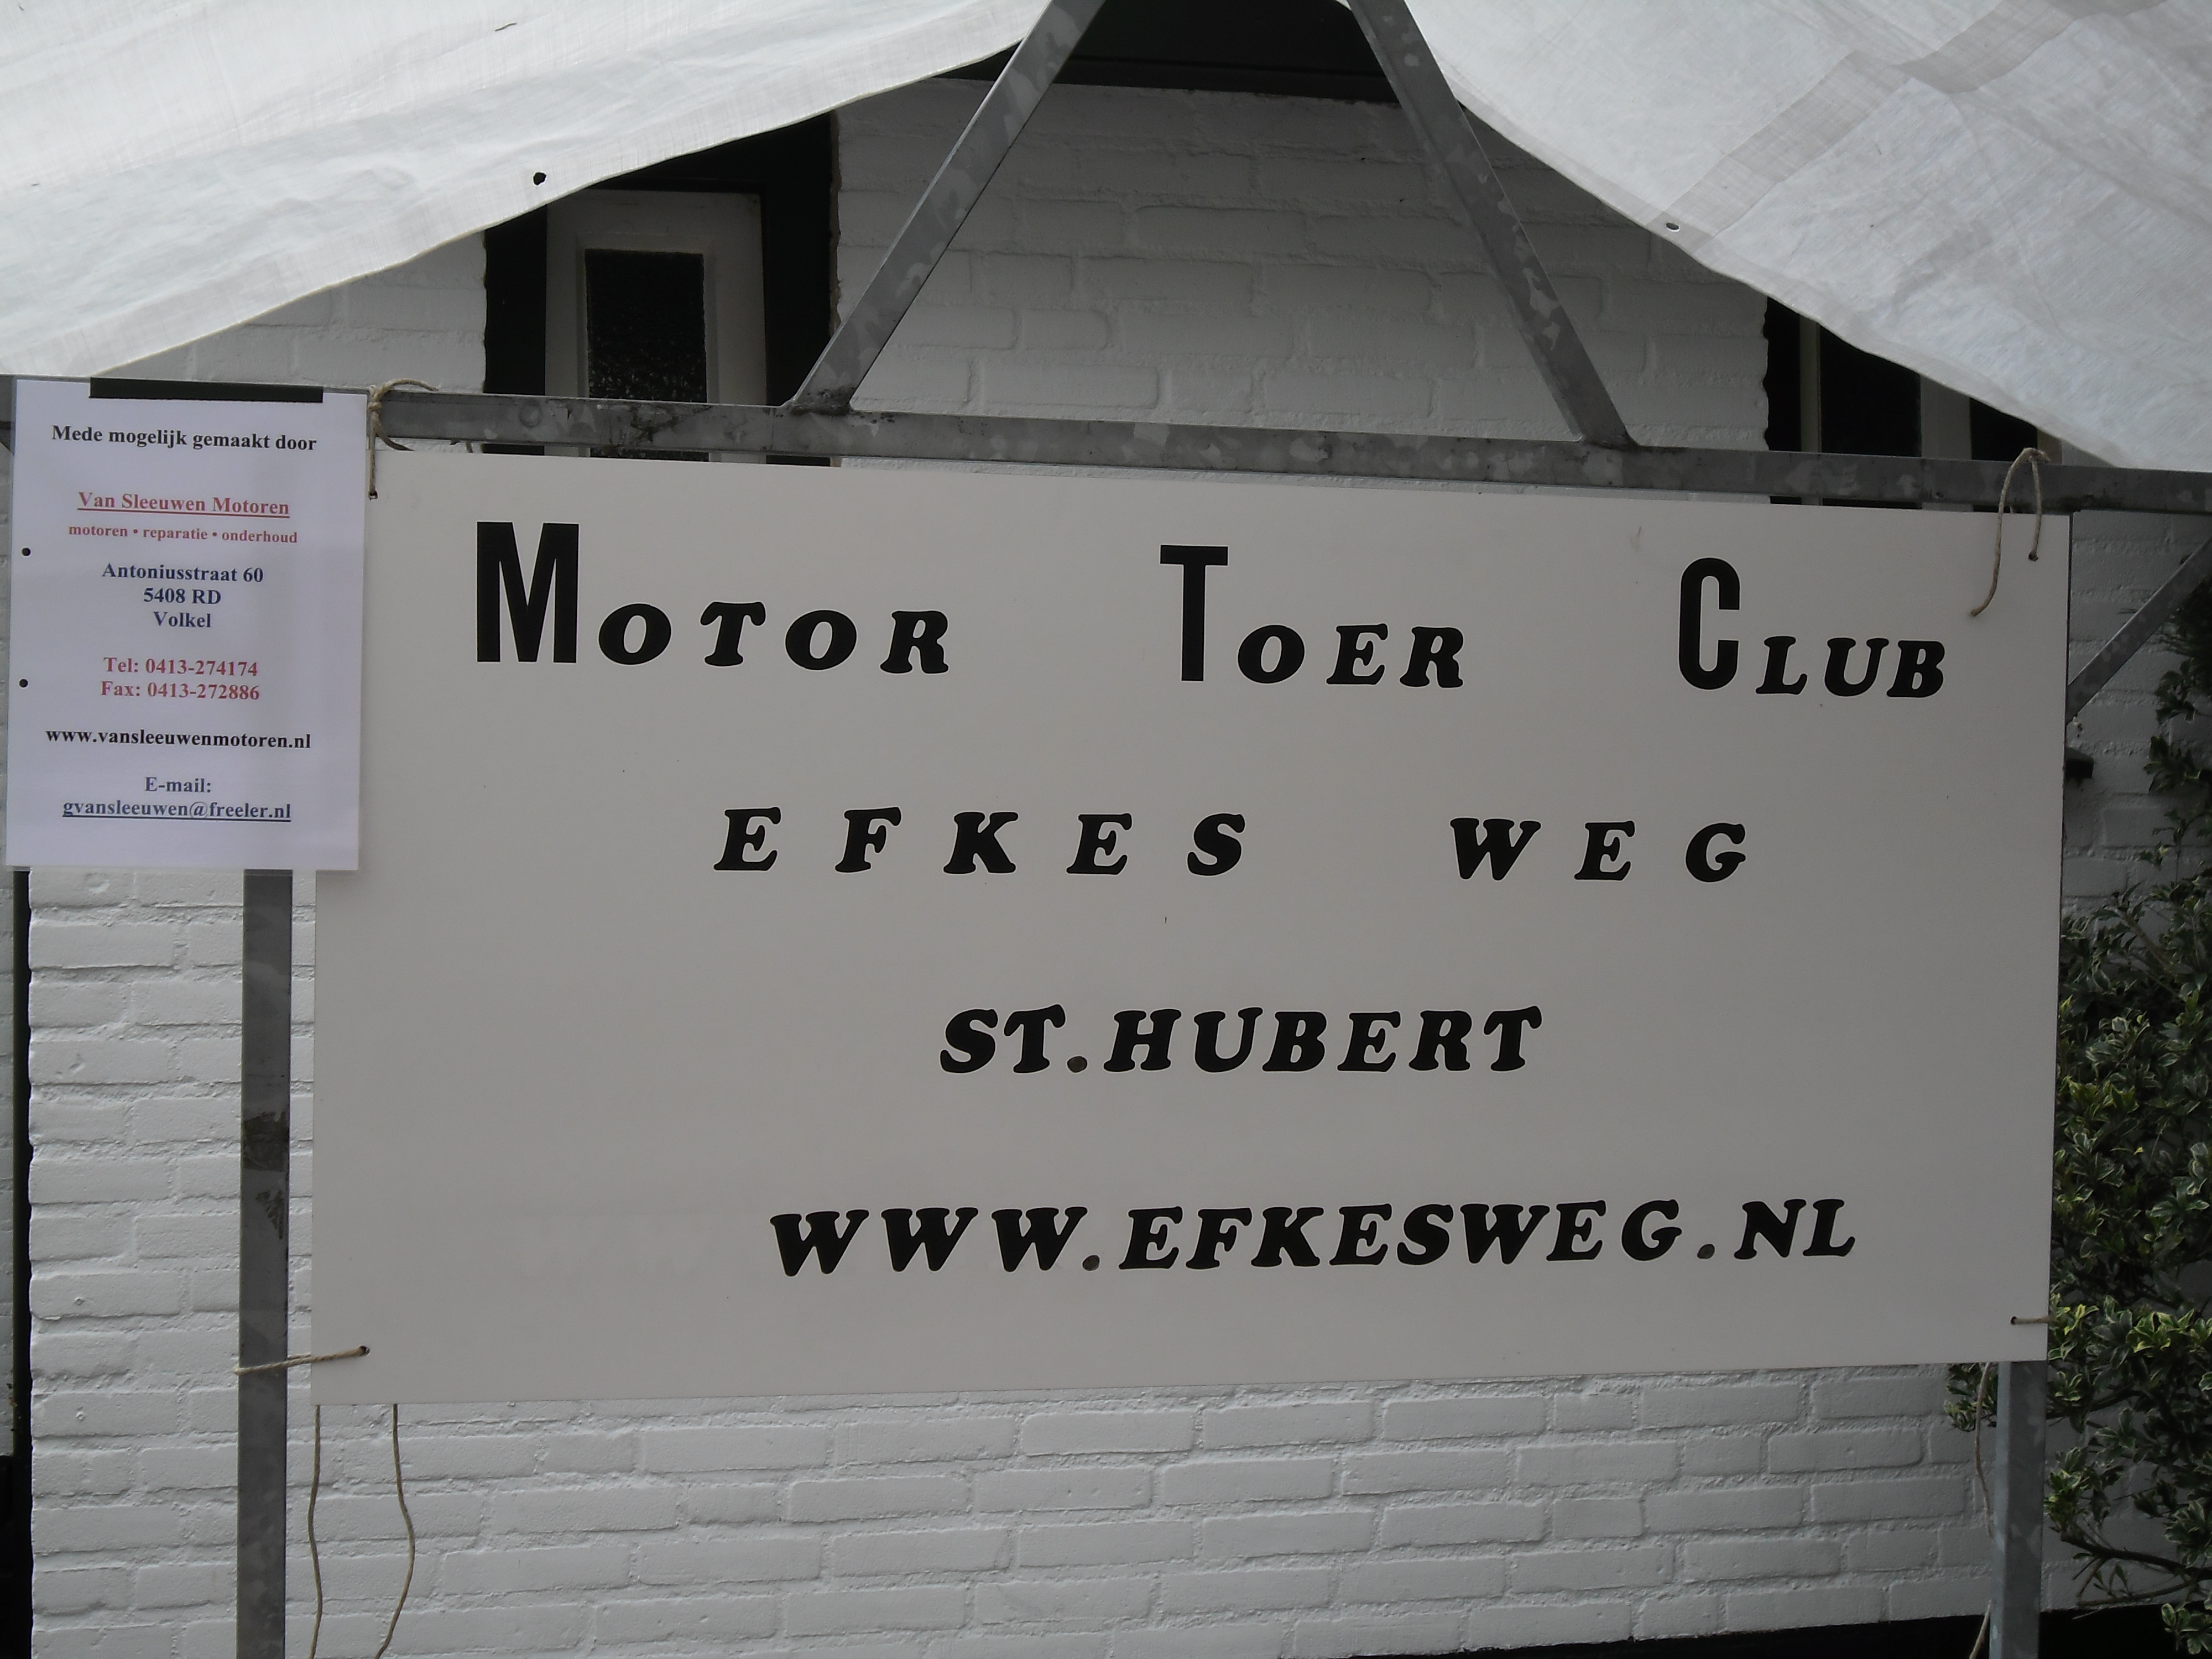 Mede mogelijk gemaakt door
Van Sleeuwen Motoren
motoren • reparatie • onderhoud
Antoniusstraat 60
5408 RD
Volkel
Tel: 0413-274174
Fax: 0413-272886
www.vansleeuwenmotoren.nl
E-mail:
gvansleeuwen@freeler.nl
MOTOR TOER CLUB
EFKES WEG
ST.HUBERT
WWW.EFKESWEG.NL